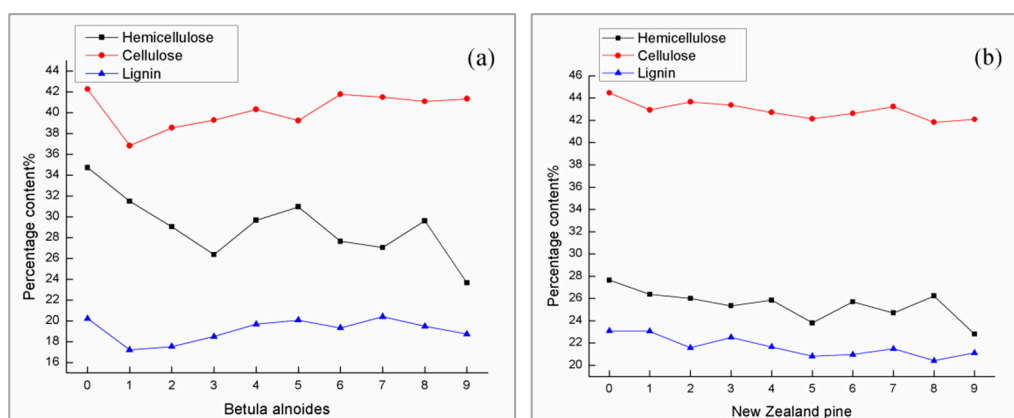 Hemicellulose
Cellulose
Lignin
(a)
Percentage content%
44
42
40
38
36
34
32
30
28
26
24
22
20
18
16
0 1 2 3 4 5 6 7 8 9
Betula alnoides
Hemicellulose
Cellulose
Lignin
(b)
Percentage content%
46
44
42
40
38
36
34
32
30
28
26
24
22
20
0 1 2 3 4 5 6 7 8 9
New Zealand pine